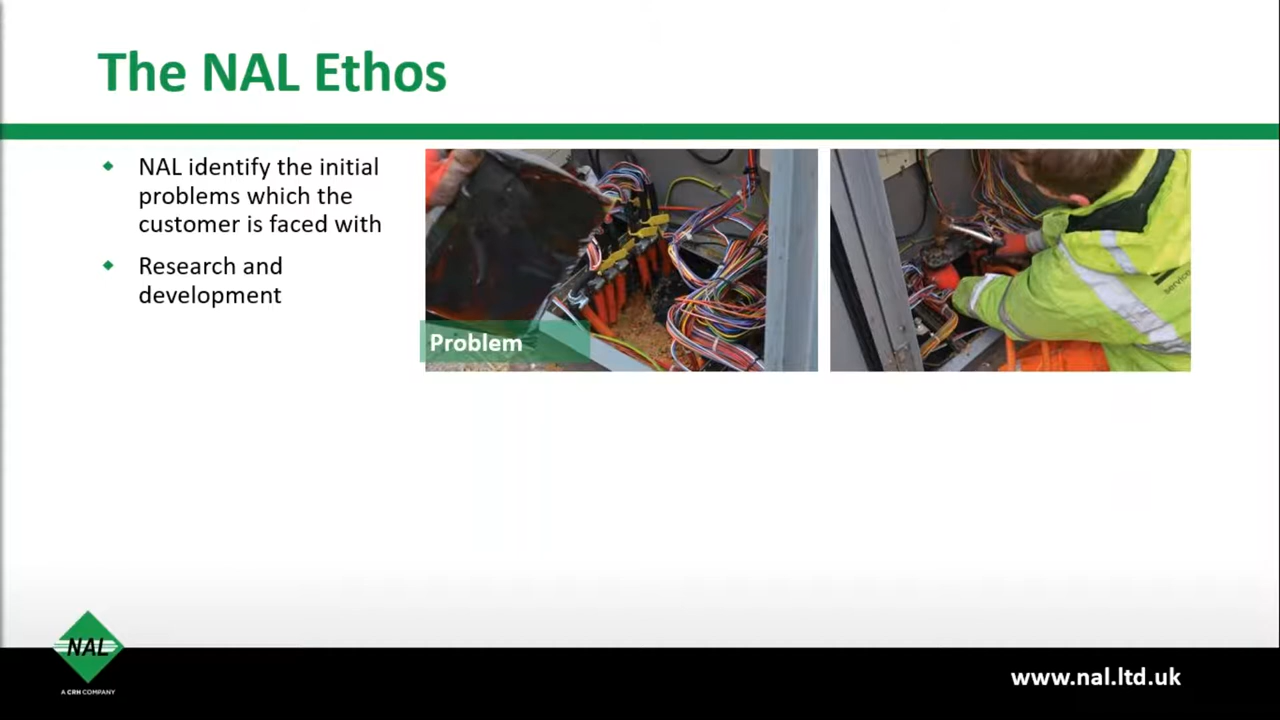 The NAL Ethos
NAL identify the initial
problems which the
customer is faced with
Research and
development
Problem
service
NAL
A CRH COMPANY
www.nal.ltd.uk